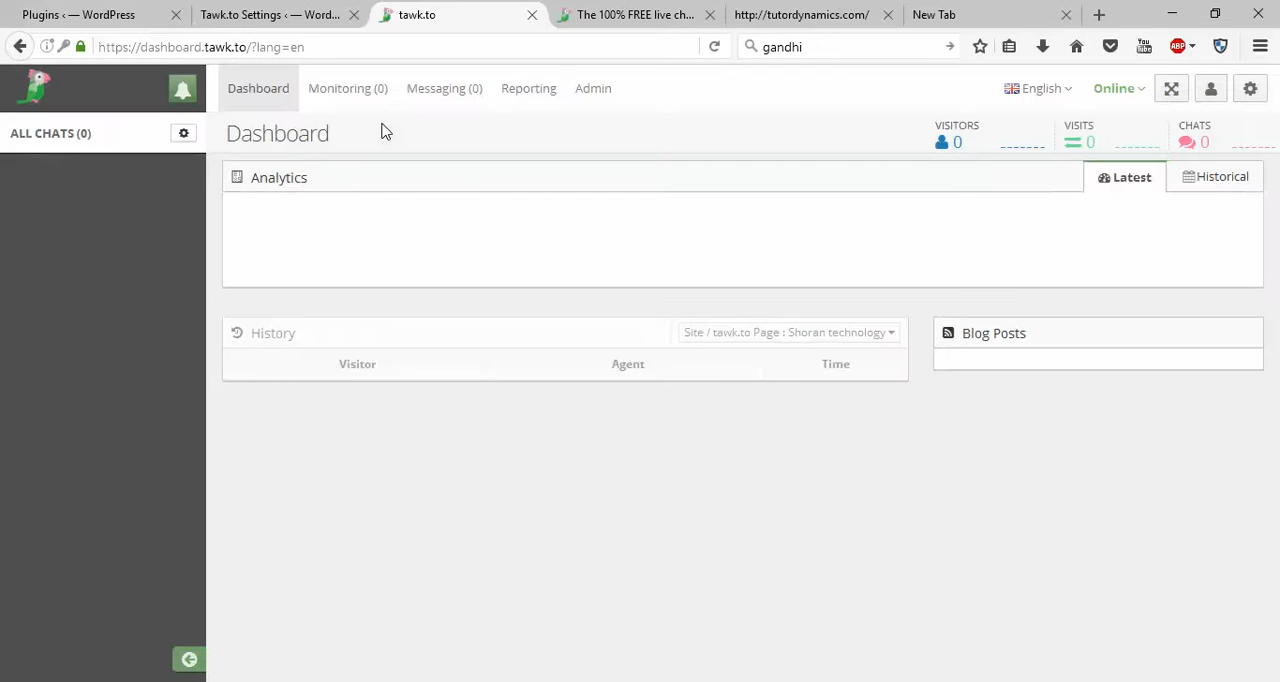 Plugins ‹ — WordPress
Tawk.to Settings ‹ — Word...
tawk.to
The 100% FREE live ch...
http://tutordynamics.com/
New Tab
https://dashboard.tawk.to/?lang=en
gandhi
You Tube
ABP
Dashboard
Monitoring (0)
Messaging (0)
Reporting
Admin
English
Online
ALL CHATS (0)
Dashboard
VISITORS
0
VISITS
0
CHATS
0
Analytics
Latest
Historical
History
Site / tawk.to Page : Shoran technology
Blog Posts
Visitor
Agent
Time